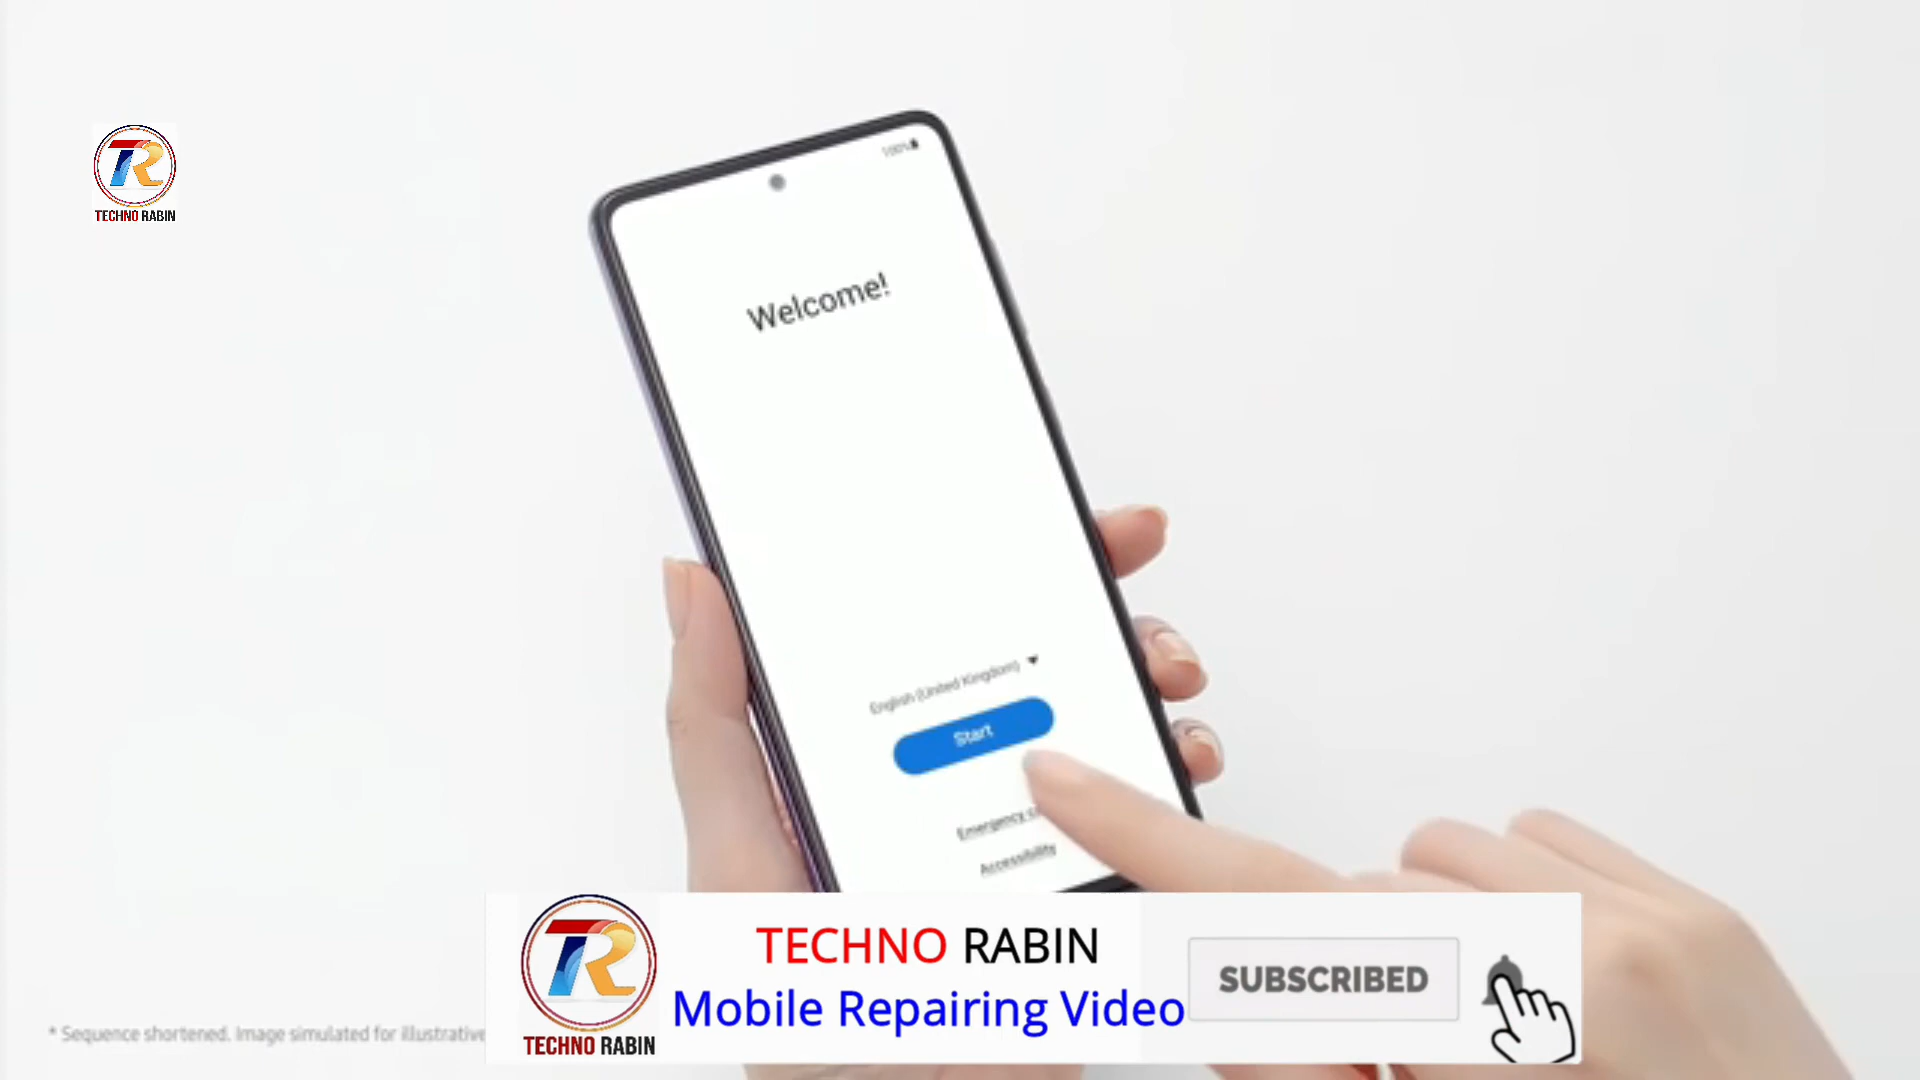 TECHNO RABIN
100%
Welcome!
English (United Kingdom)
Start
Emergency
Accessibility
TECHNO RABIN
Mobile Repairing Video
TECHNO RABIN
SUBSCRIBED
* Sequence shortened. Image simulated for illustrative